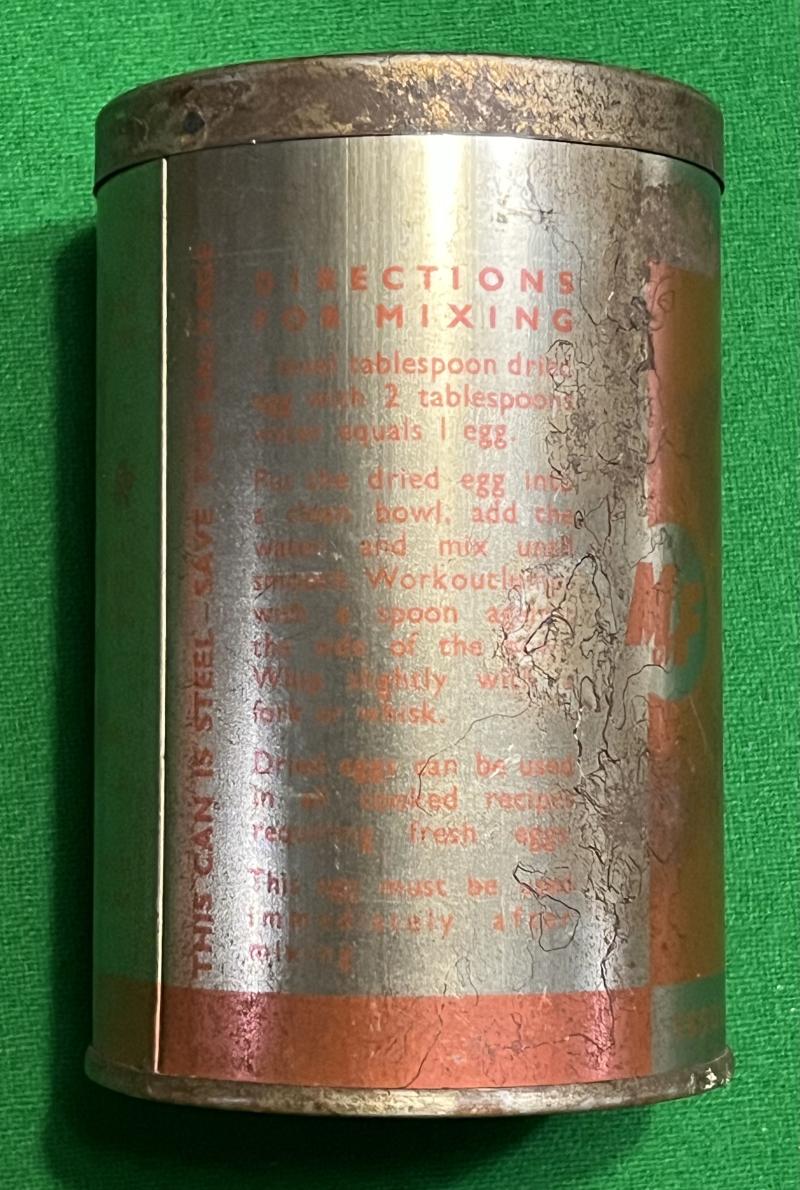 THIS CAN IS STEEL—SAVE FOR SALVAGE
DIRECTIONS
FOR MIXING
level tablespoon dried
egg with 2 tablespoons
water equals 1 egg.
Put the dried egg into
a clean bowl, add the
water and mix until
smooth. Work out lumps
with a spoon against
the side of the
Whip slightly with a
fork or whisk.
Dried eggs can be used
in all cooked recipes
requiring fresh eggs
This egg must be used
immediately after
mixing
MF